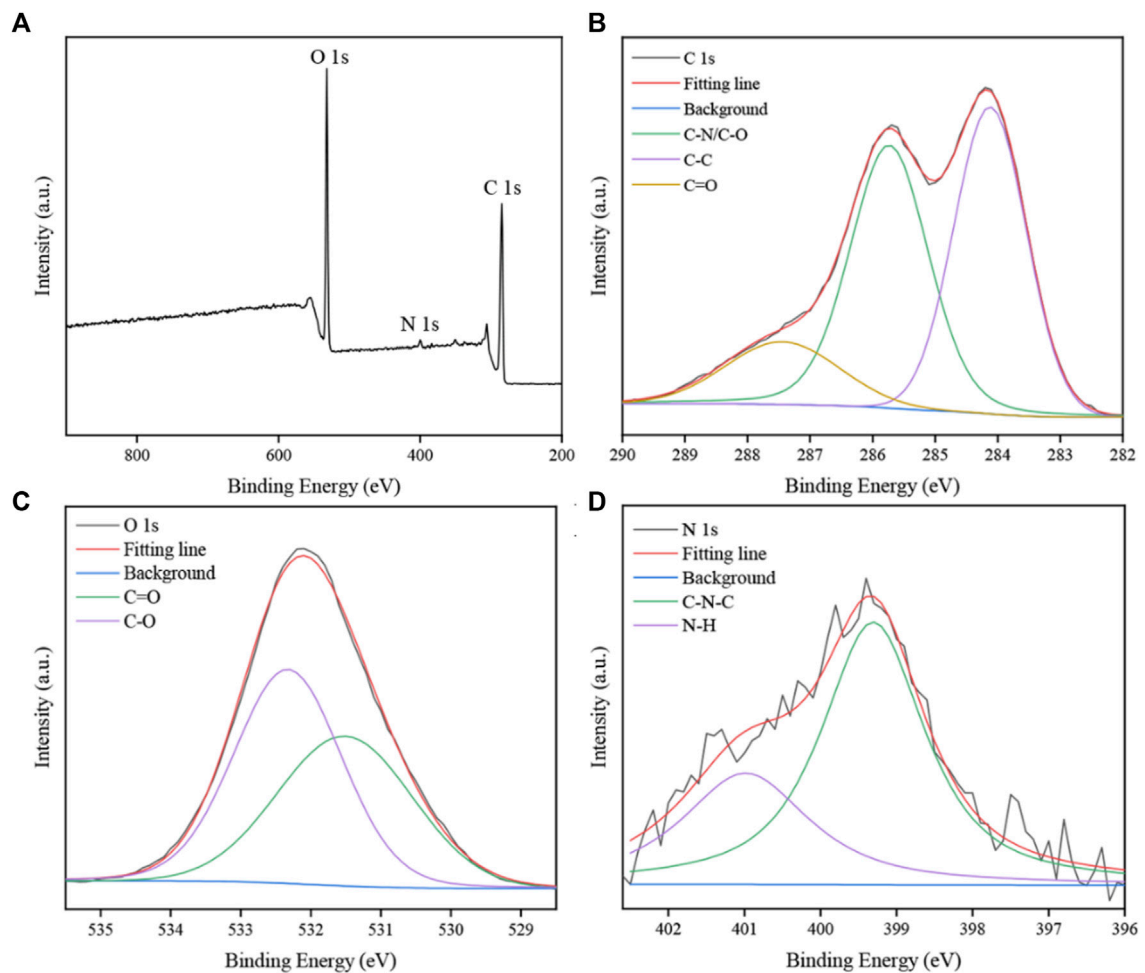 A
O 1s
C 1s
N 1s
Intensity (a.u.)
800
600
400
200
Binding Energy (eV)
B
C 1s
Fitting line
Background
C-N/C-O
C-C
C=O
Intensity (a.u.)
290
289
288
287
286
285
284
283
282
Binding Energy (eV)
C
O 1s
Fitting line
Background
C=O
C-O
Intensity (a.u.)
535
534
533
532
531
530
529
Binding Energy (eV)
D
N 1s
Fitting line
Background
C-N-C
N-H
Intensity (a.u.)
402
401
400
399
398
397
396
Binding Energy (eV)